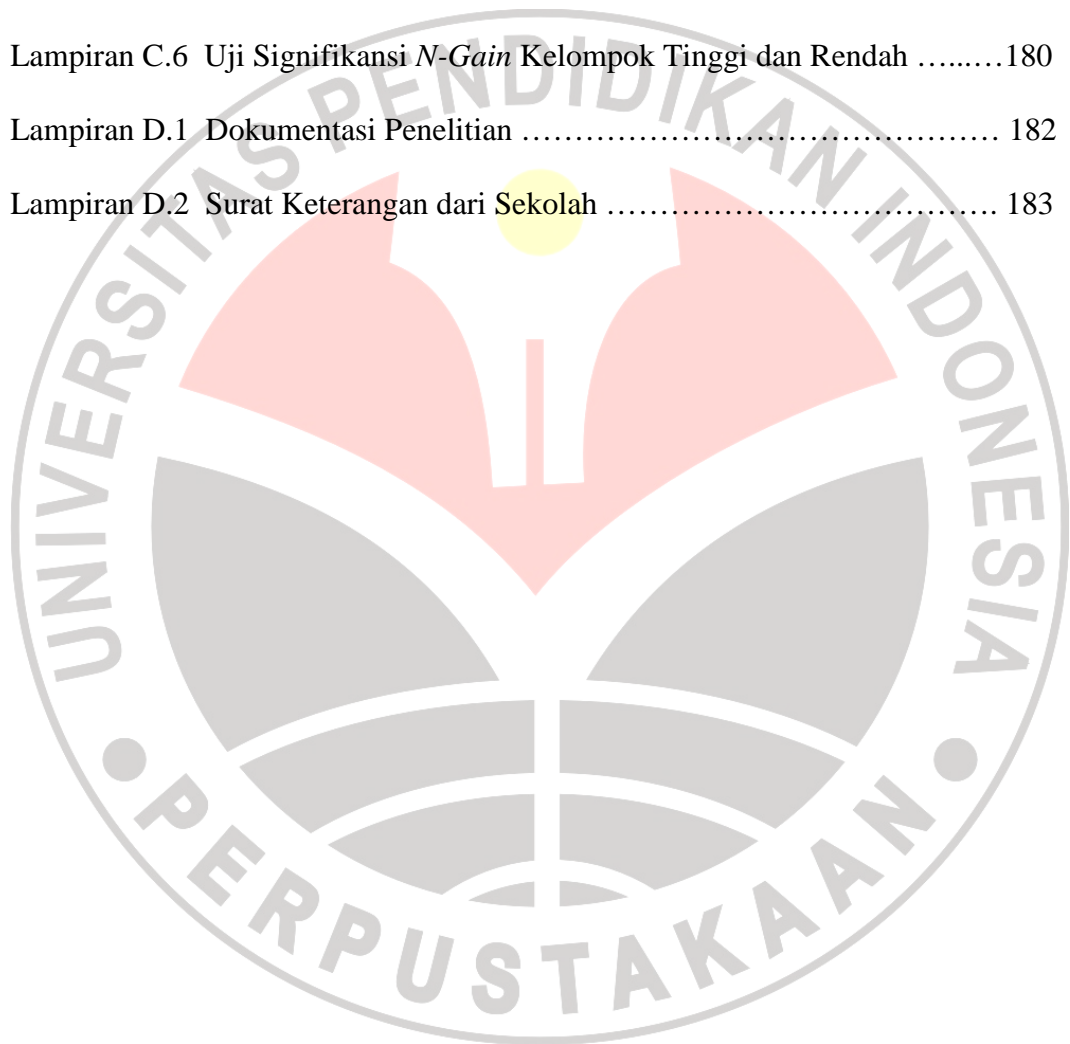 Lampiran C.6 Uji Signifikansi N-Gain Kelompok Tinggi dan Rendah …...…180
Lampiran D.1 Dokumentasi Penelitian ……………………………………… 182
Lampiran D.2 Surat Keterangan dari Sekolah ……………………………… 183
UNIVERSITAS PENDIDIKAN INDONESIA
PERPUSTAKAAN